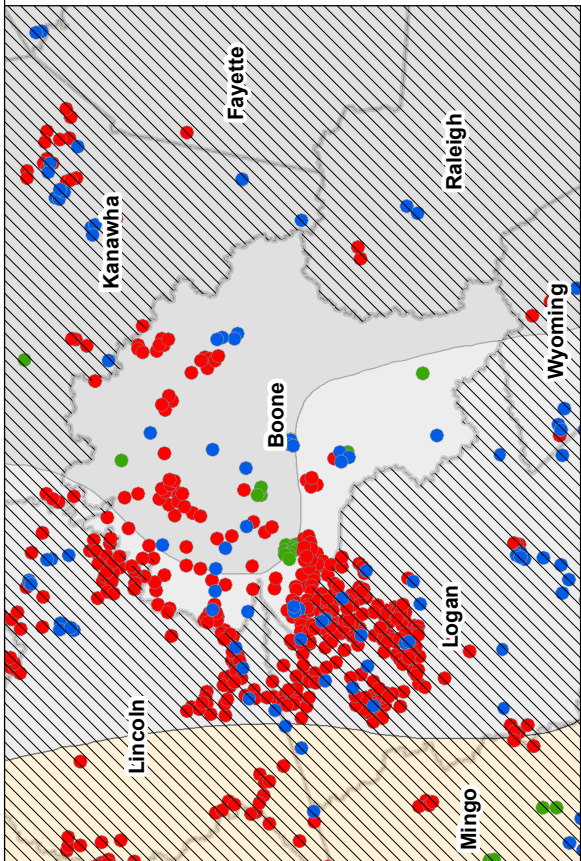 Fayette
Raleigh
Kanawha
Wyoming
Boone
Logan
Lincoln
Mingo